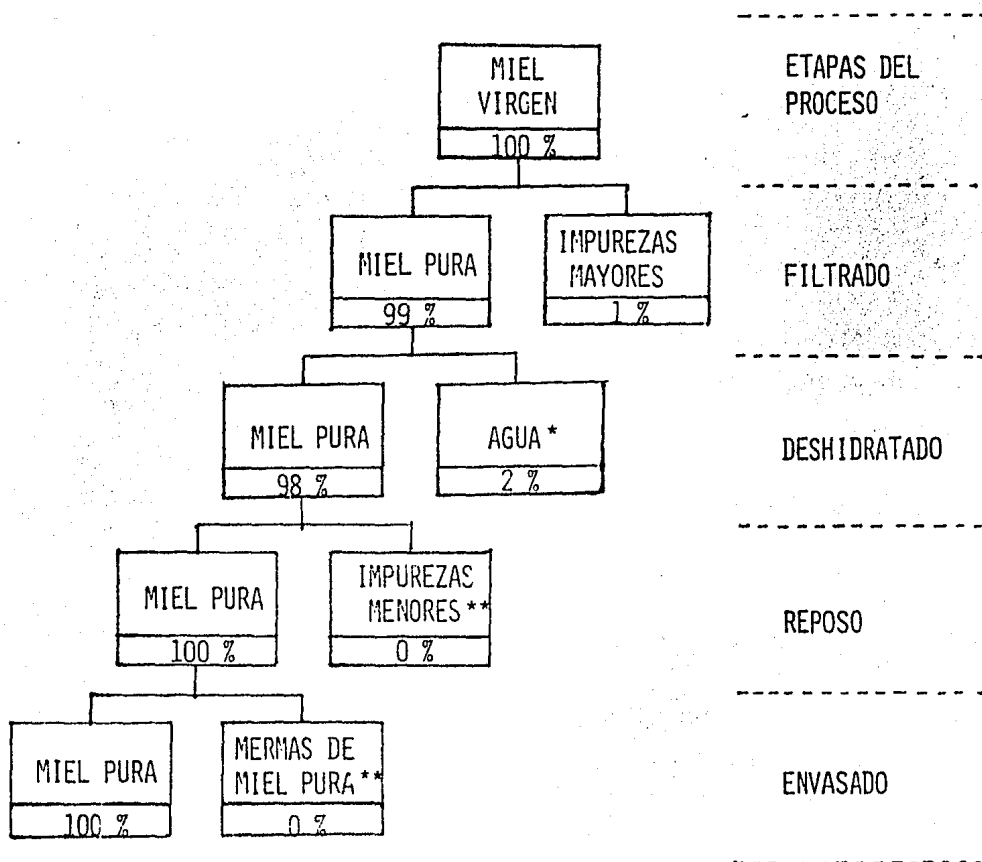 MIEL
VIRGEN
100 %
ETAPAS DEL
PROCESO
MIEL PURA
99 %
IMPUREZAS
MAYORES
1 %
FILTRADO
MIEL PURA
98 %
AGUA *
2 %
DESHIDRATADO
MIEL PURA
100 %
IMPUREZAS
MENORES **
0 %
REPOSO
MIEL PURA
100 %
MERMAS DE
MIEL PURA **
0 %
ENVASADO